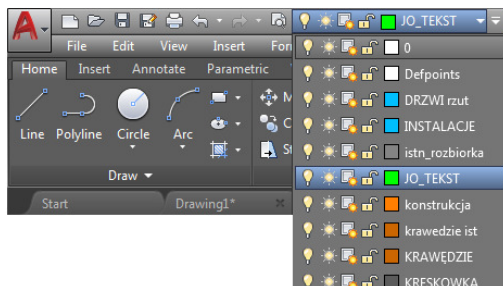 JO_TEKST
File Edit View Insert For
Home Insert Annotate Parametric
Line Polyline Circle Arc
Draw
Start Drawing1*
0
Defpoints
DRZWI rzut
INSTALACJE
istn_rozbiorka
JO_TEKST
konstrukcja
krawedzie ist
KRAWĘDZIE
KRESKOWKA